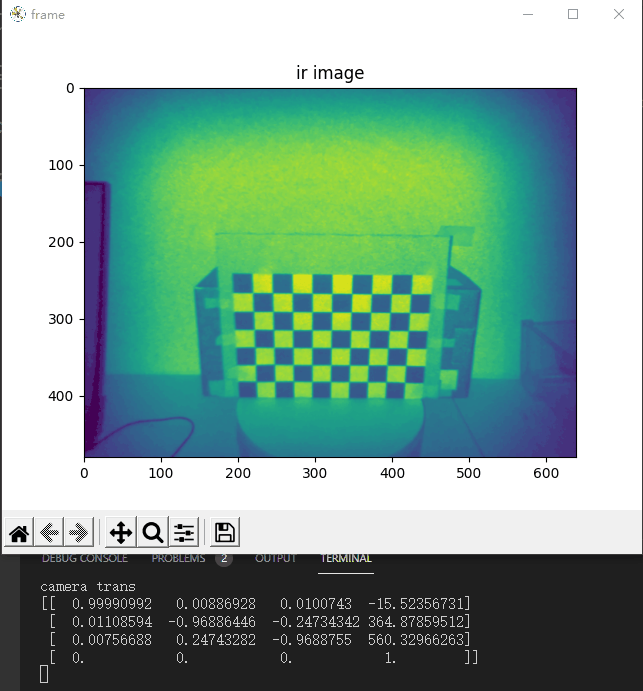 frame
ir image
0
100
200
300
400
0 100 200 300 400 500 600
DEBUG CONSOLE PROBLEMS 2 OUTPUT TERMINAL
camera trans
[[ 0.99990992 0.00886928 0.0100743 -15.52356731]
[ 0.01108594 -0.96886446 -0.24734342 364.87859512]
[ 0.00756688 0.24743282 -0.9688755 560.32966263]
[ 0. 0. 0. 1. ]]